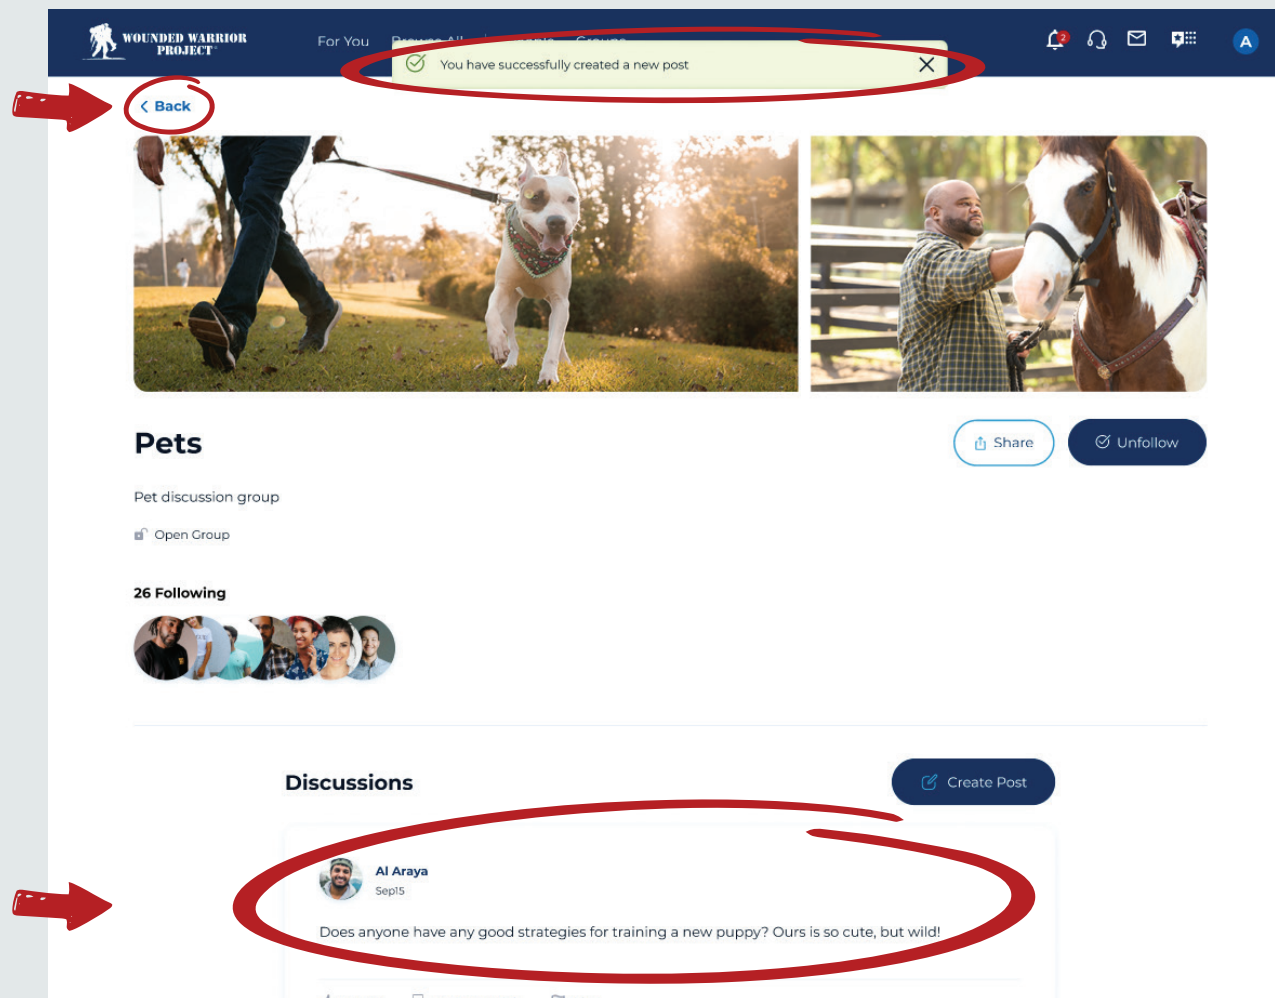 WOUNDED WARRIOR
PROJECT
For You
2
A
You have successfully created a new post
Back
Pets
Share
Unfollow
Pet discussion group
Open Group
26 Following
Discussions
Create Post
Al Araya
Sep15
Does anyone have any good strategies for training a new puppy? Ours is so cute, but wild!